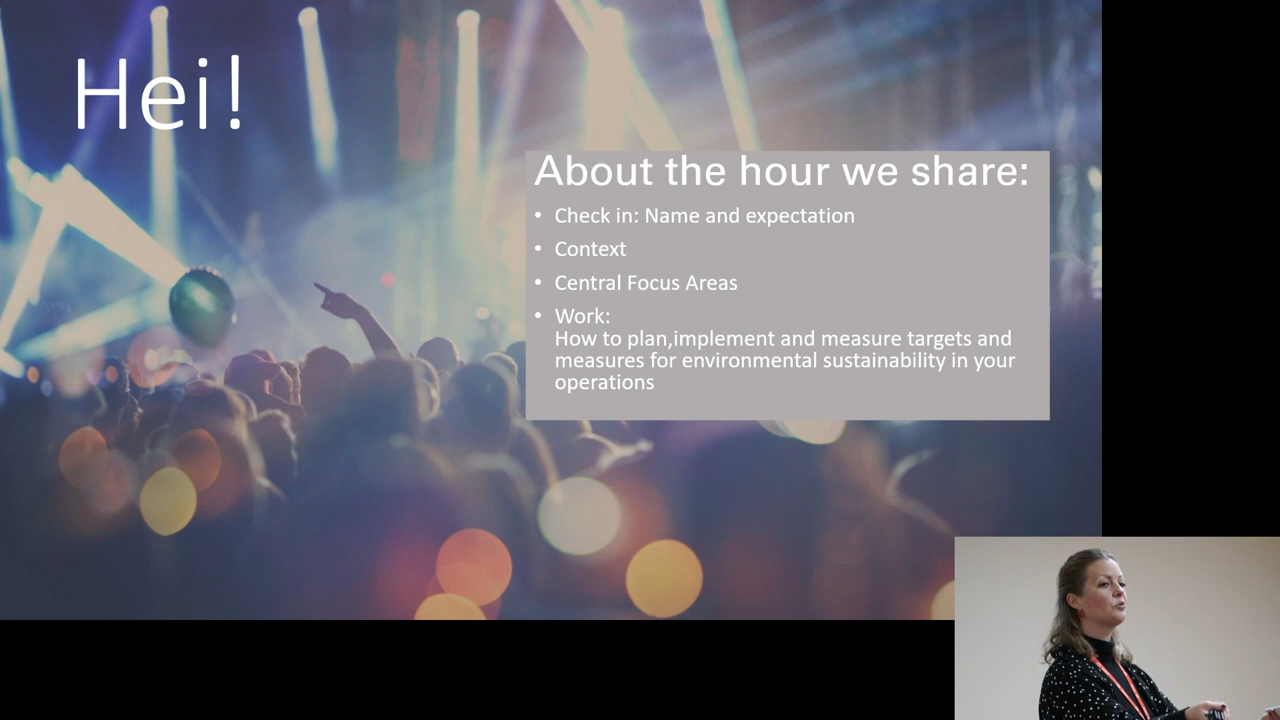 Hei!
About the hour we share:
• Check in: Name and expectation
• Context
• Central Focus Areas
• Work:
How to plan,implement and measure targets and
measures for environmental sustainability in your
operations